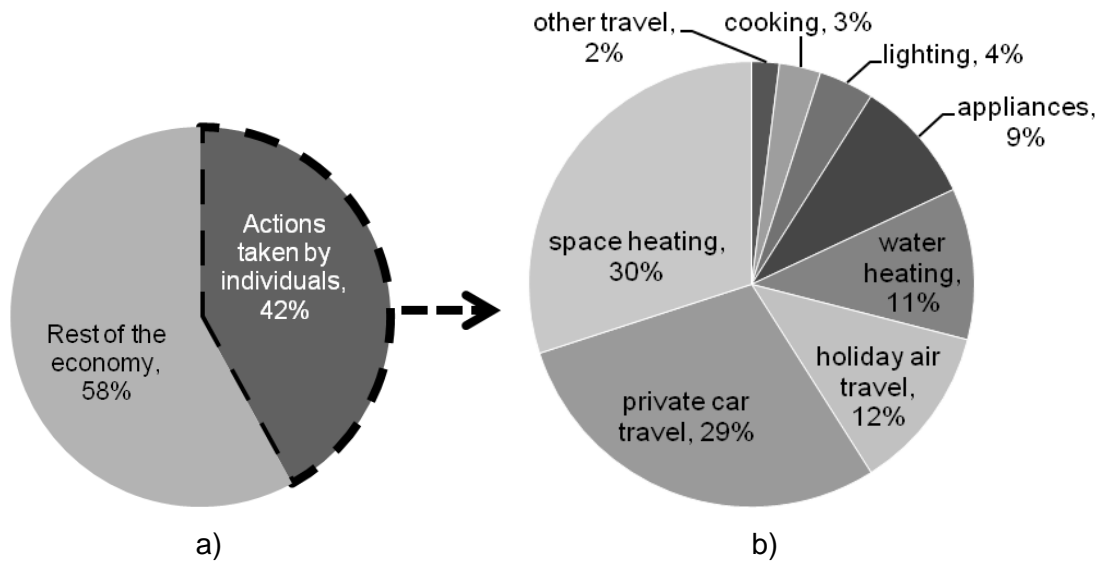 Actions
taken by
individuals,
42%
Rest of the
economy,
58%
a)
other travel,
2%
cooking, 3%
lighting, 4%
appliances,
9%
water
heating,
11%
holiday air
travel,
12%
private car
travel, 29%
space heating,
30%
b)